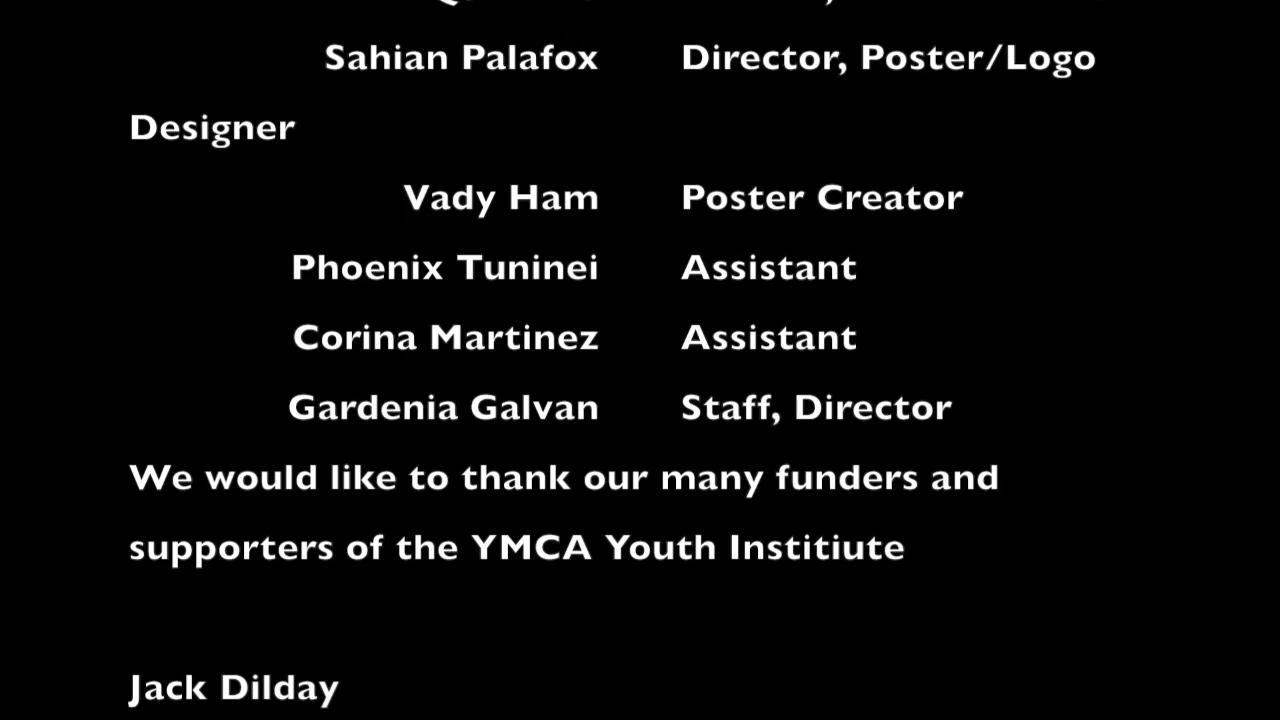 Sahian Palafox Director, Poster/Logo
Designer
Vady Ham Poster Creator
Phoenix Tuninei Assistant
Corina Martinez Assistant
Gardenia Galvan Staff, Director
We would like to thank our many funders and
supporters of the YMCA Youth Institiute
Jack Dilday